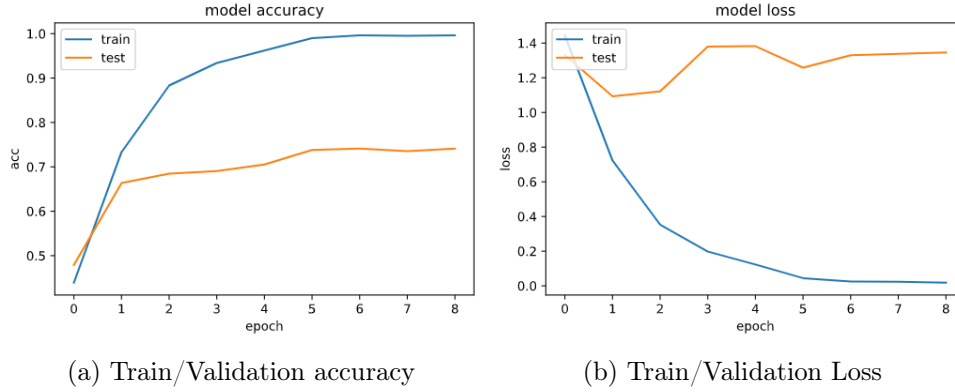 model accuracy
train
test
1.0
0.9
0.8
0.7
0.6
0.5
acc
0 1 2 3 4 5 6 7 8
epoch
(a) Train/Validation accuracy
model loss
train
test
1.4
1.2
1.0
0.8
0.6
0.4
0.2
0.0
loss
0 1 2 3 4 5 6 7 8
epoch
(b) Train/Validation Loss